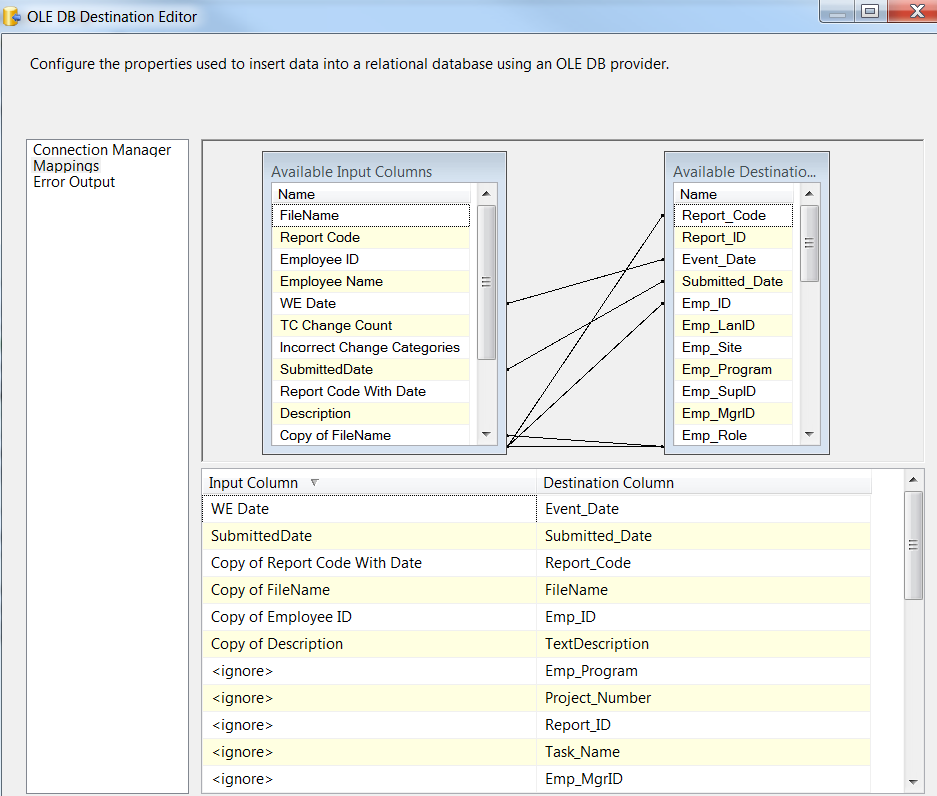 OLE DB Destination Editor
Configure the properties used to insert data into a relational database using an OLE DB provider.
Connection Manager
Mappings
Error Output
Available Input Columns
Name
FileName
Report Code
Employee ID
Employee Name
WE Date
TC Change Count
Incorrect Change Categories
SubmittedDate
Report Code With Date
Description
Copy of FileName
Available Destinatio...
Name
Report_Code
Report_ID
Event_Date
Submitted_Date
Emp_ID
Emp_LanID
Emp_Site
Emp_Program
Emp_SupID
Emp_MgrID
Emp_Role
Input Column Destination Column
WE Date Event_Date
SubmittedDate Submitted_Date
Copy of Report Code With Date Report_Code
Copy of FileName FileName
Copy of Employee ID Emp_ID
Copy of Description TextDescription
<ignore> Emp_Program
<ignore> Project_Number
<ignore> Report_ID
<ignore> Task_Name
<ignore> Emp_MgrID